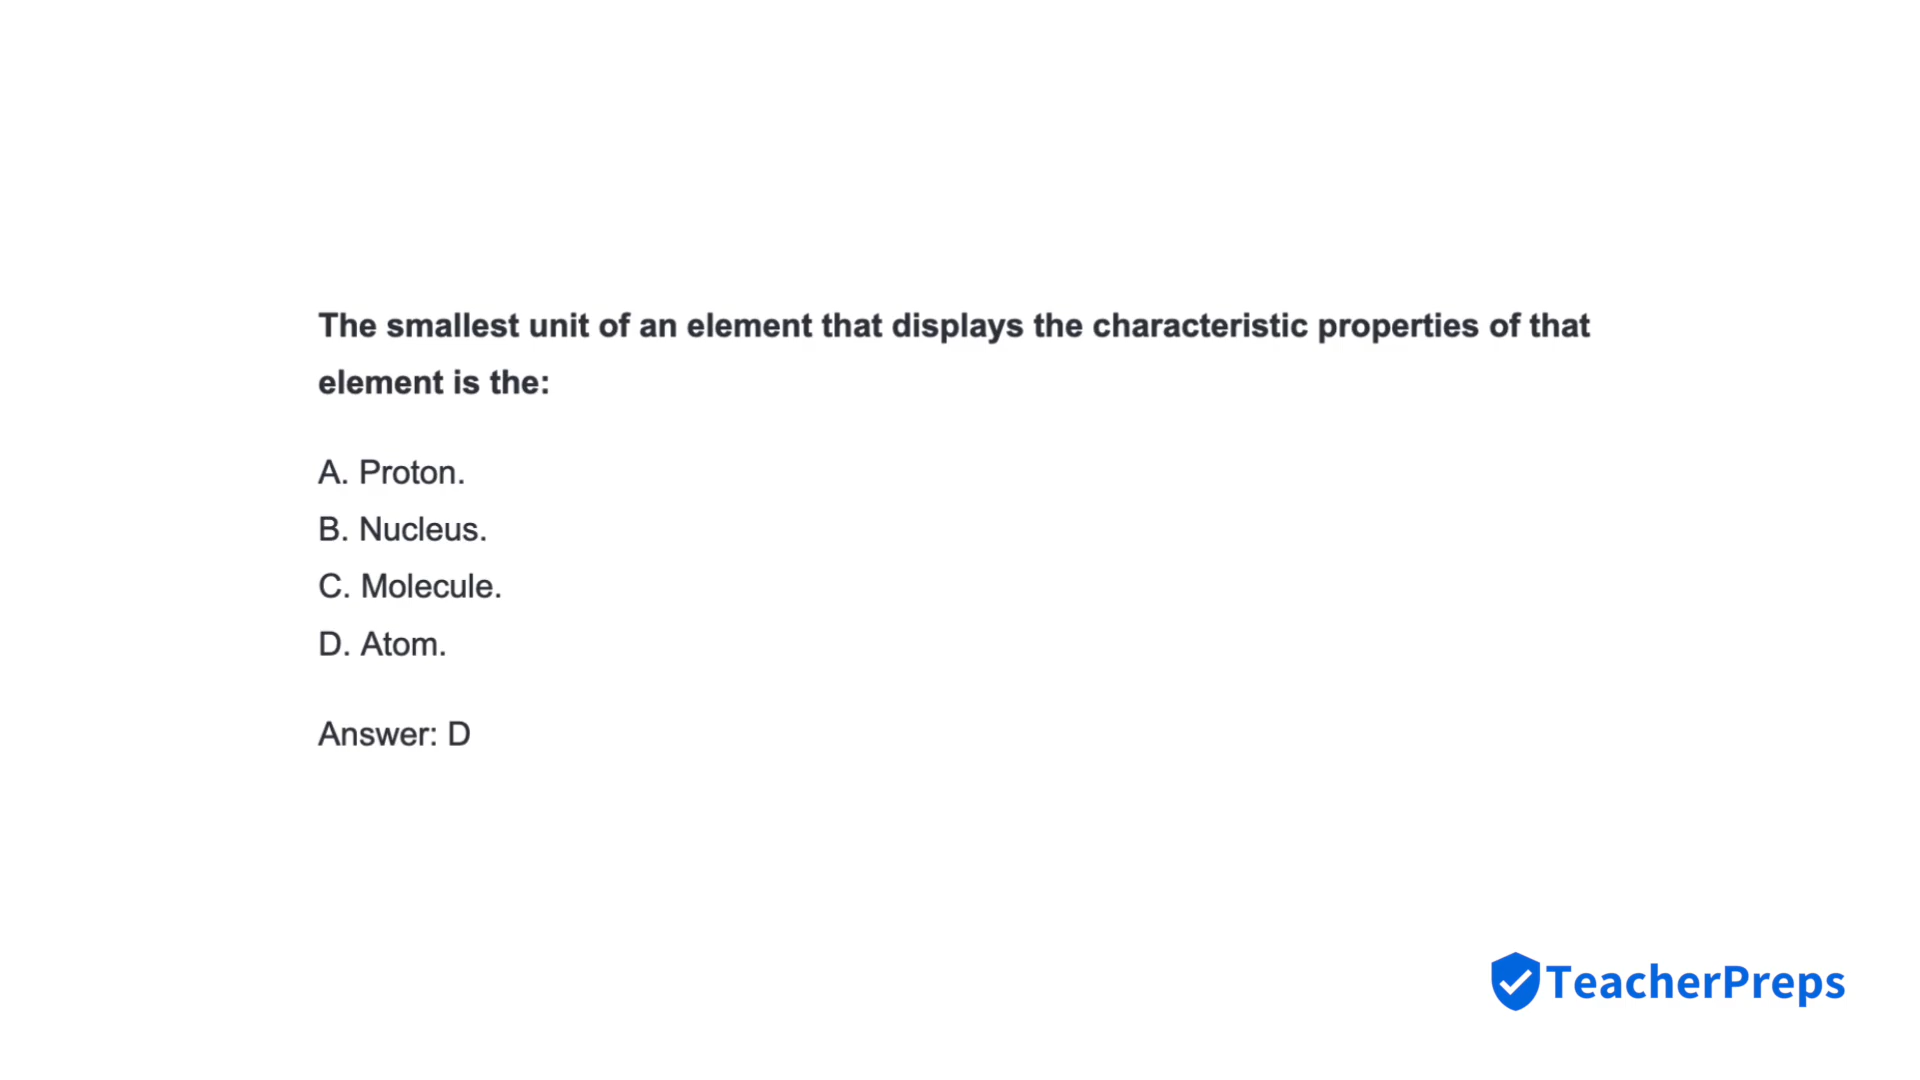 The smallest unit of an element that displays the characteristic properties of that
element is the:
A. Proton.
B. Nucleus.
C. Molecule.
D. Atom.
Answer: D
TeacherPreps